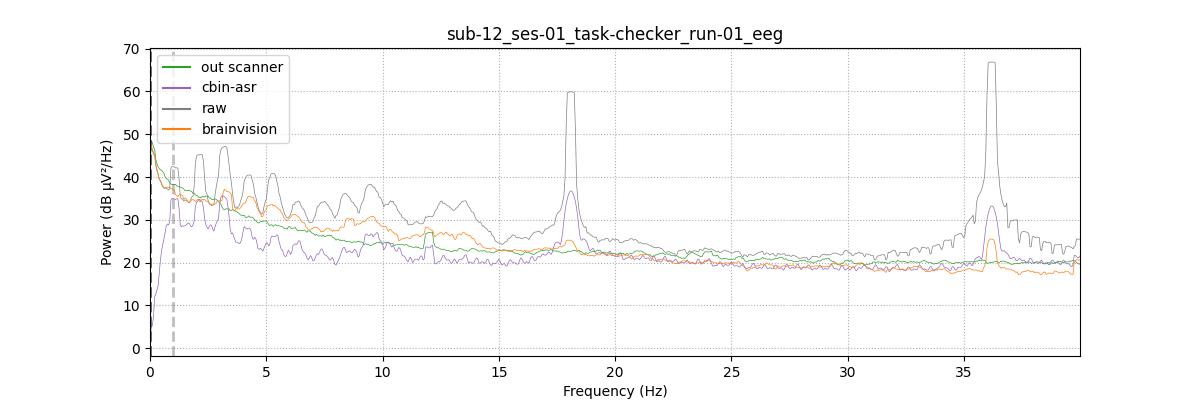 sub-12_ses-01_task-checker_run-01_eeg
70
60
50
40
30
20
10
0
Power (dB μV²/Hz)
out scanner
cbin-asr
raw
brainvision
0 5 10 15 20 25 30 35
Frequency (Hz)